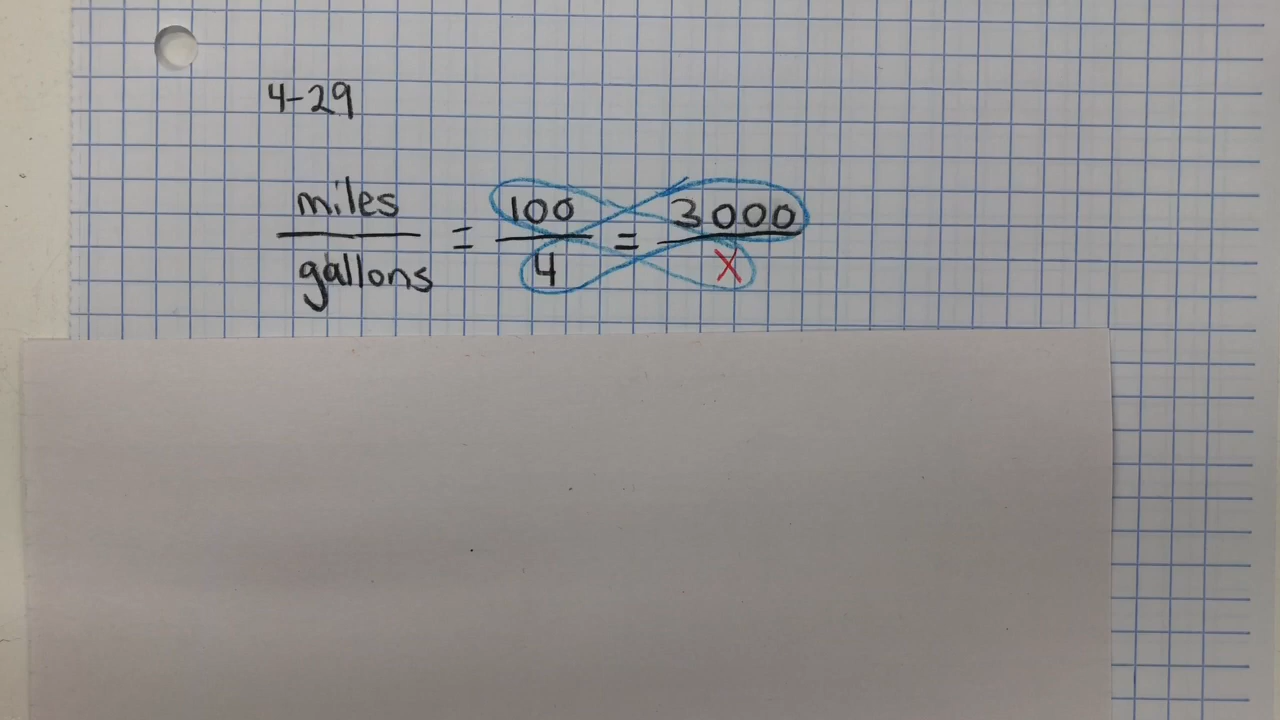 4-29
miles/gallons = 100/4 = 3000/X